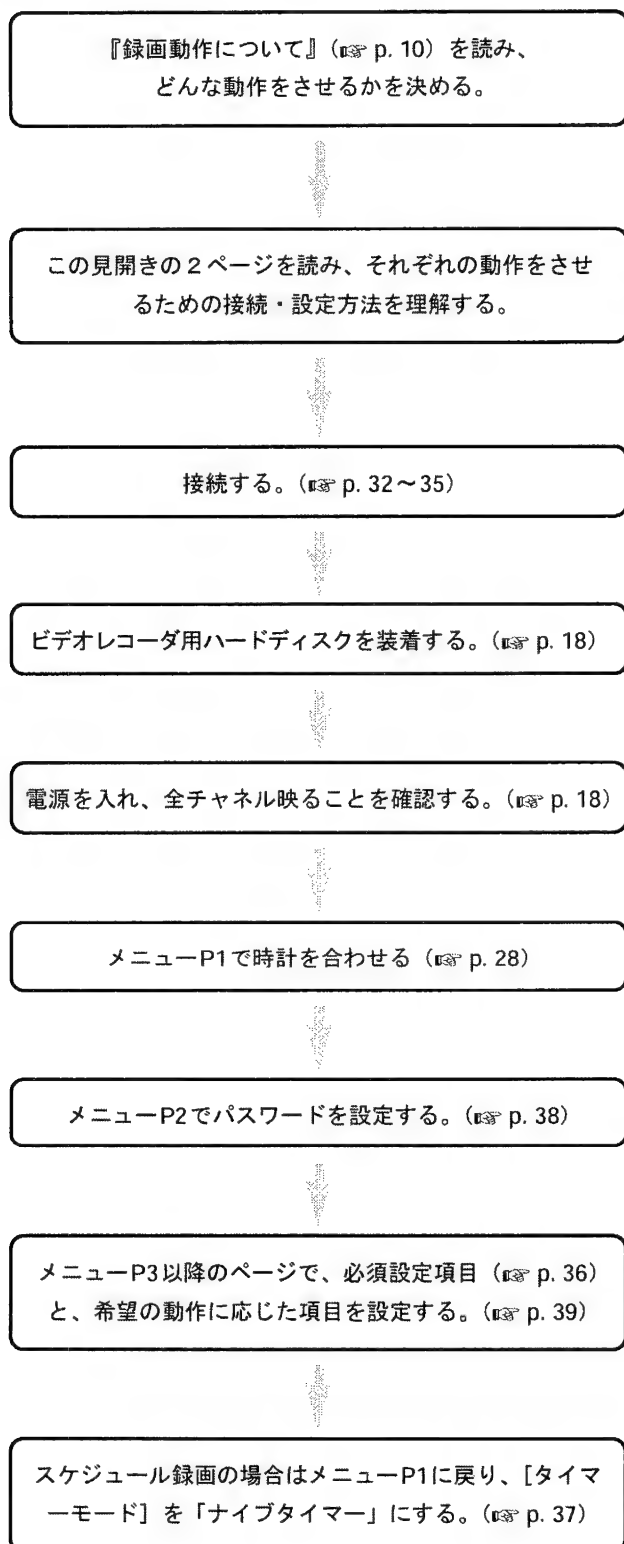 『録画動作について』(☞ p. 10) を読み、
どんな動作をさせるかを決める。
この見開きの2ページを読み、それぞれの動作をさせ
るための接続・設定方法を理解する。
接続する。(☞ p. 32～35)
ビデオレコーダ用ハードディスクを装着する。(☞ p. 18)
電源を入れ、全チャネル映ることを確認する。(☞ p. 18)
メニューP1で時計を合わせる (☞ p. 28)
メニューP2でパスワードを設定する。(☞ p. 38)
メニューP3以降のページで、必須設定項目 (☞ p. 36)
と、希望の動作に応じた項目を設定する。(☞ p. 39)
スケジュール録画の場合はメニューP1に戻り、[タイマ
ーモード] を「ナイブタイマー」にする。(☞ p. 37)